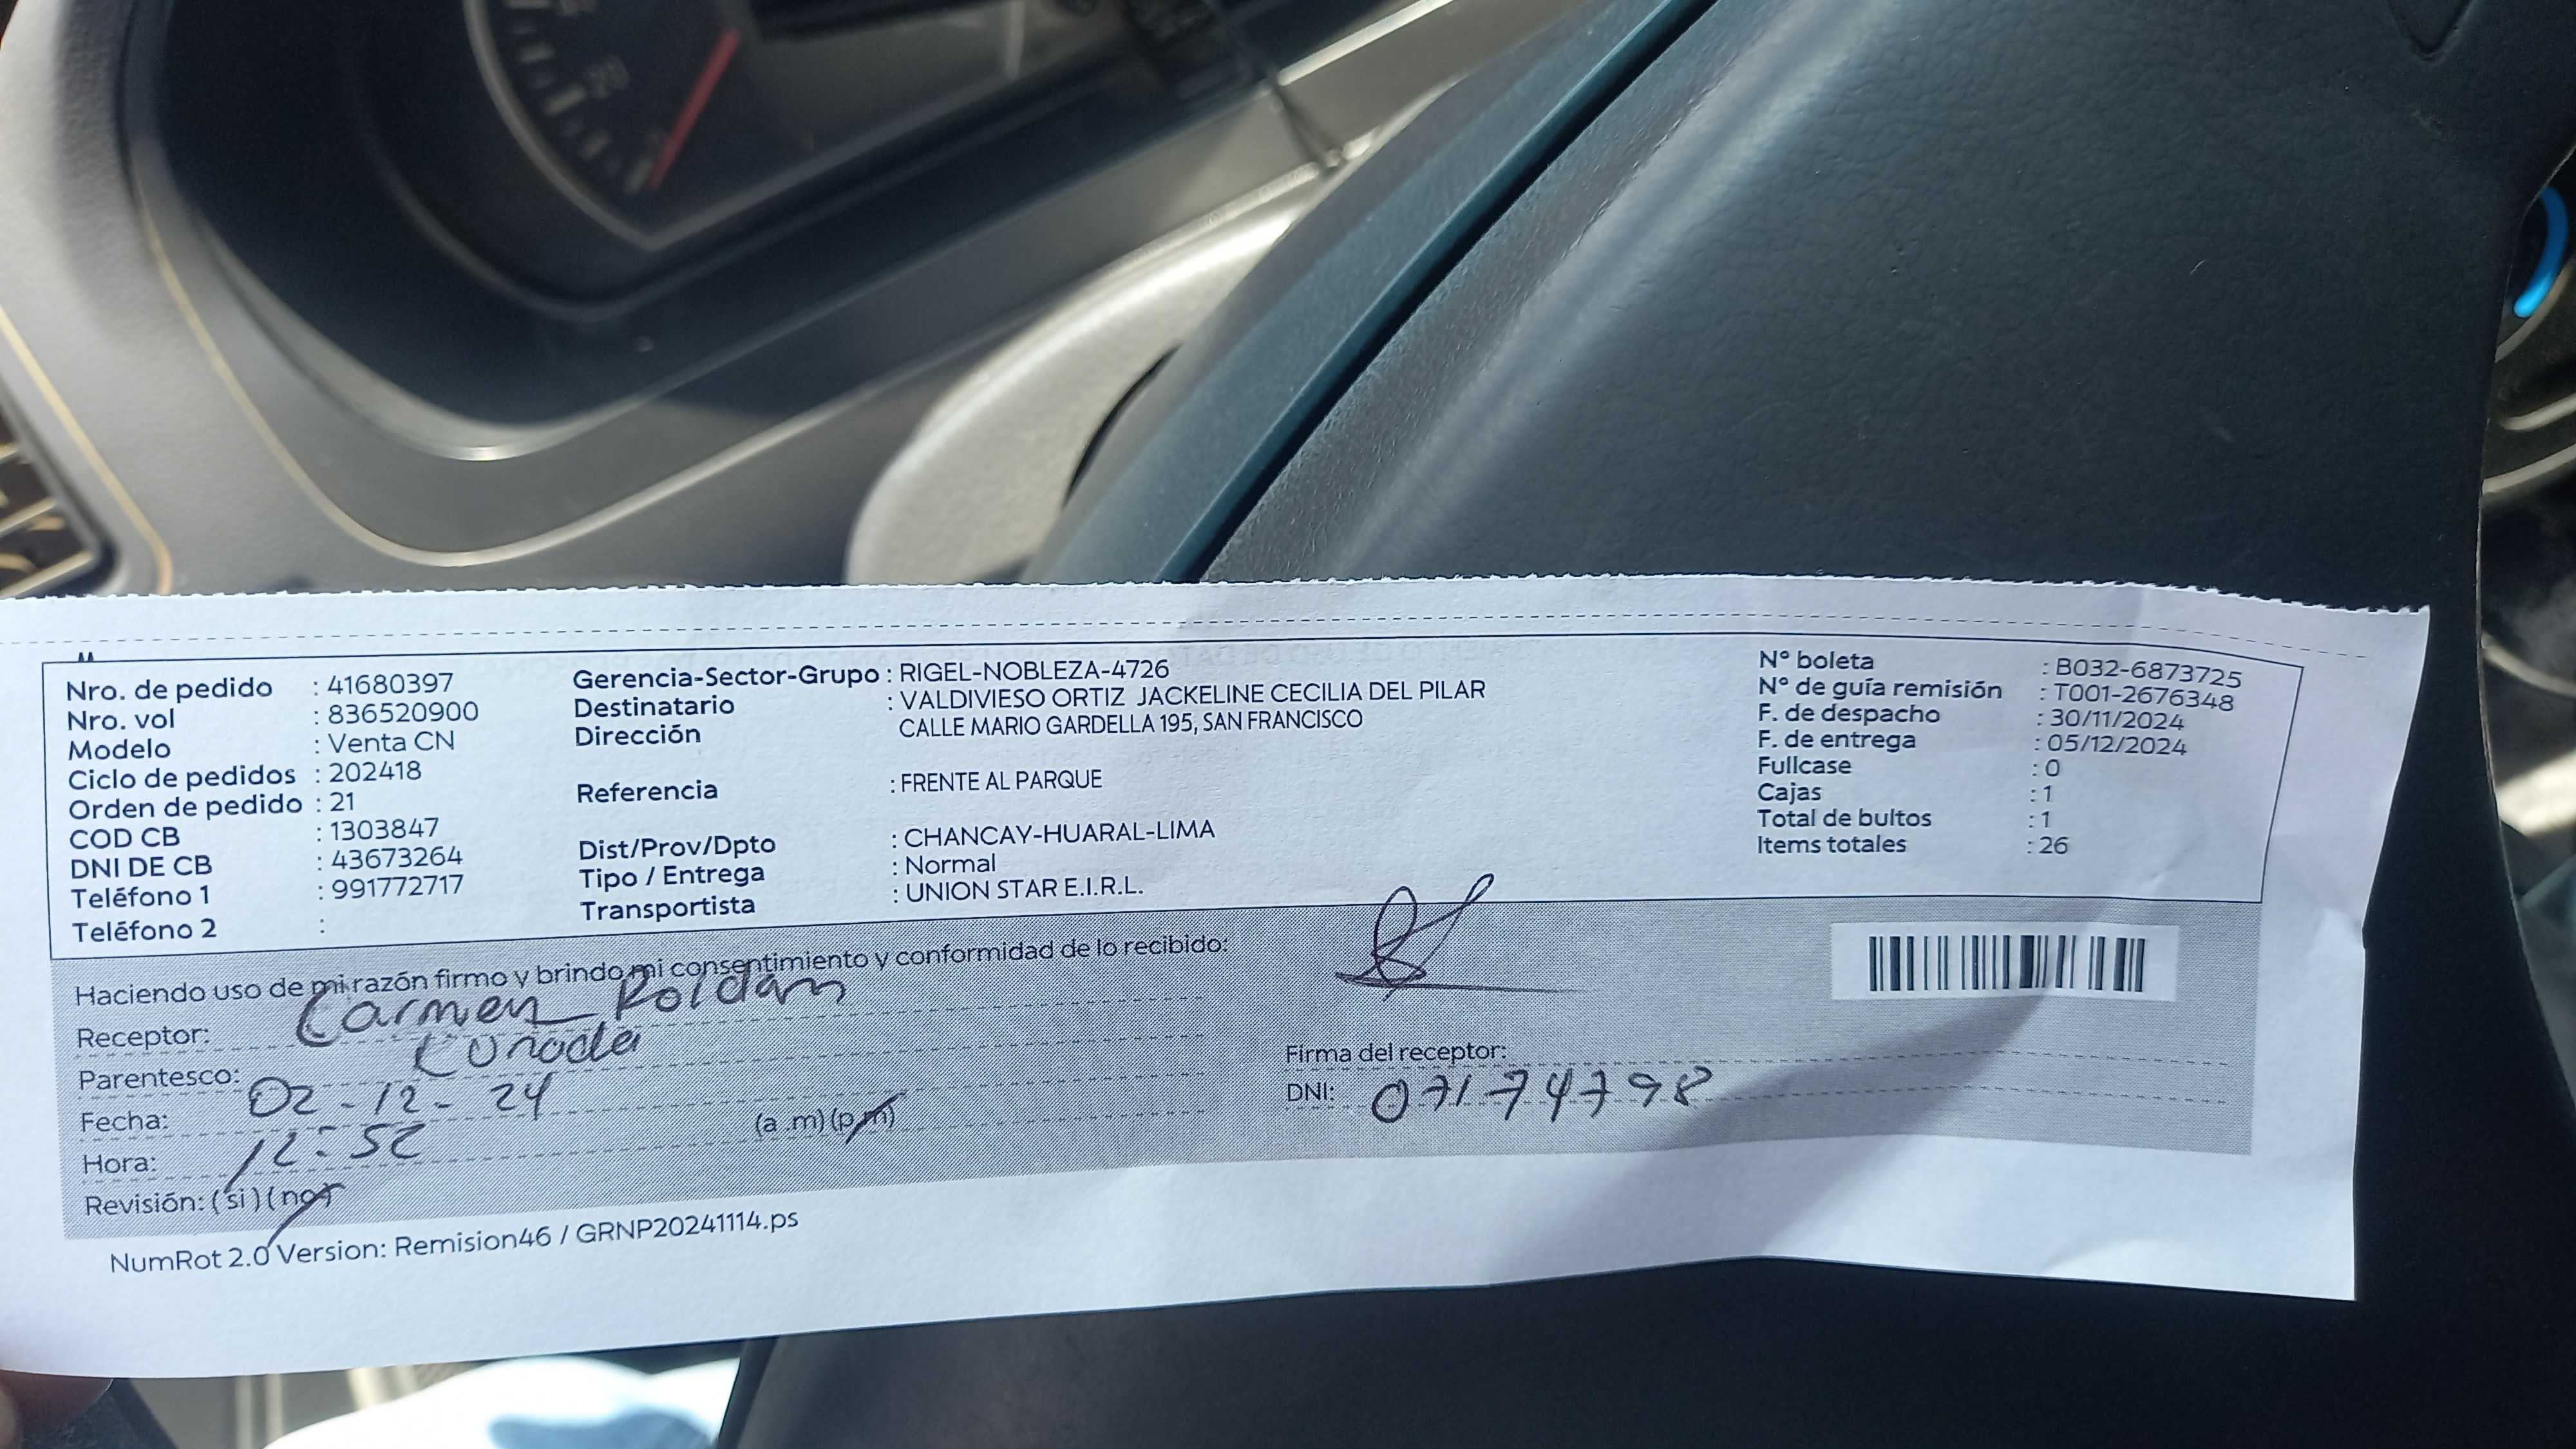 Nro. de pedido : 41680397
Nro. vol : 836520900
Modelo : Venta CN
Ciclo de pedidos : 202418
Orden de pedido : 21
COD CB : 1303847
DNI DE CB : 43673264
Teléfono 1 : 991772717
Teléfono 2 :
Gerencia-Sector-Grupo : RIGEL-NOBLEZA-4726
Destinatario : VALDIVIESO ORTIZ JACKELINE CECILIA DEL PILAR
Dirección CALLE MARIO GARDELLA 195, SAN FRANCISCO
Referencia : FRENTE AL PARQUE
Dist/Prov/Dpto : CHANCAY-HUARAL-LIMA
Tipo / Entrega : Normal
Transportista : UNION STAR E.I.R.L.
N° boleta : B032-6873725
N° de guía remisión : T001-2676348
F. de despacho : 30/11/2024
F. de entrega : 05/12/2024
Fullcase : 0
Cajas : 1
Total de bultos : 1
Items totales : 26
Haciendo uso de mi razón firmo y brindo mi consentimiento y conformidad de lo recibido:
Receptor: Carmen Roldan
Parentesco: Cuñada
Fecha: 02-12-24
Hora: 12:52 (a .m)(p.m)
Revisión: (si)(no)
Firma del receptor:
DNI: 07174798
NumRot 2.0 Version: Remision46 / GRNP20241114.ps